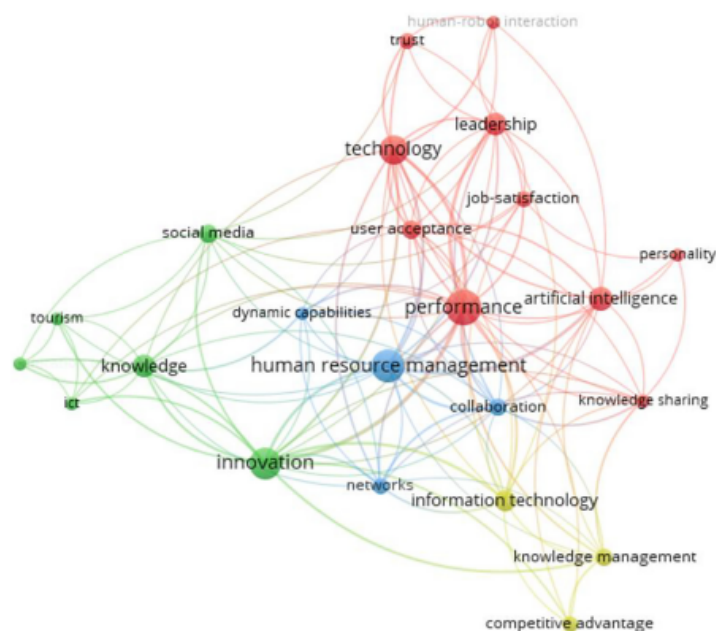 human-robot interaction
trust
leadership
technology
job-satisfaction
user acceptance
social media
personality
artificial intelligence
performance
dynamic capabilities
tourism
human resource management
knowledge
ict
collaboration
knowledge sharing
innovation
networks
information technology
knowledge management
competitive advantage